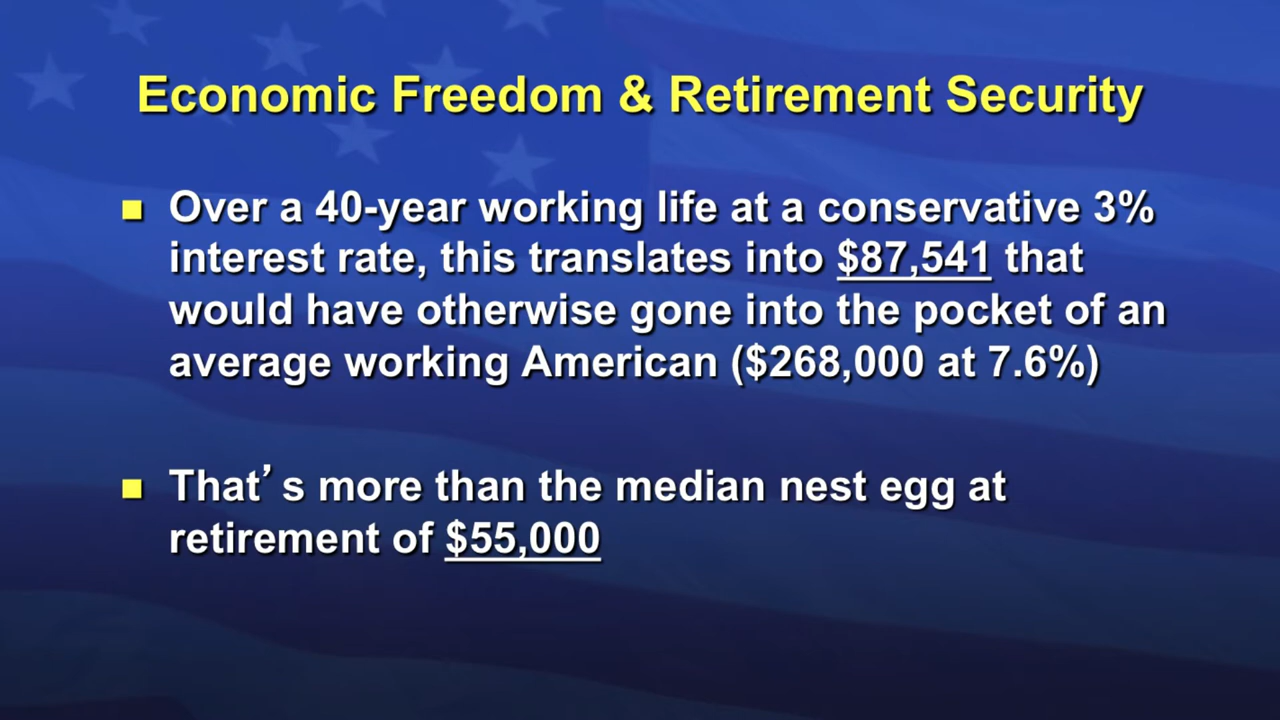 Economic Freedom & Retirement Security
Over a 40-year working life at a conservative 3%
interest rate, this translates into $87,541 that
would have otherwise gone into the pocket of an
average working American ($268,000 at 7.6%)
That’s more than the median nest egg at
retirement of $55,000